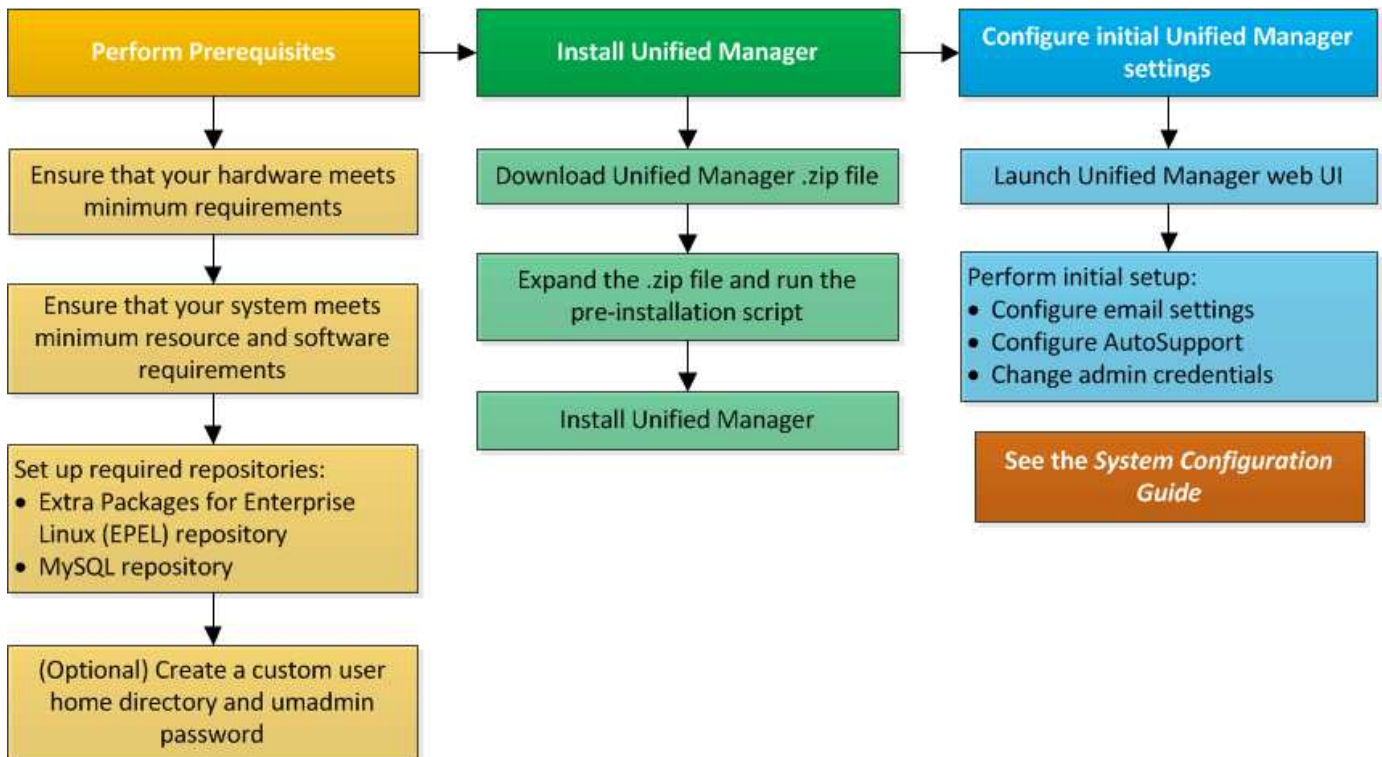 Perform Prerequisites
Ensure that your hardware meets
minimum requirements
Ensure that your system meets
minimum resource and software
requirements
Set up required repositories:
• Extra Packages for Enterprise
Linux (EPEL) repository
• MySQL repository
(Optional) Create a custom user
home directory and umadmin
password
Install Unified Manager
Download Unified Manager .zip file
Expand the .zip file and run the
pre-installation script
Install Unified Manager
Configure initial Unified Manager
settings
Launch Unified Manager web UI
Perform initial setup:
• Configure email settings
• Configure AutoSupport
• Change admin credentials
See the System Configuration
Guide